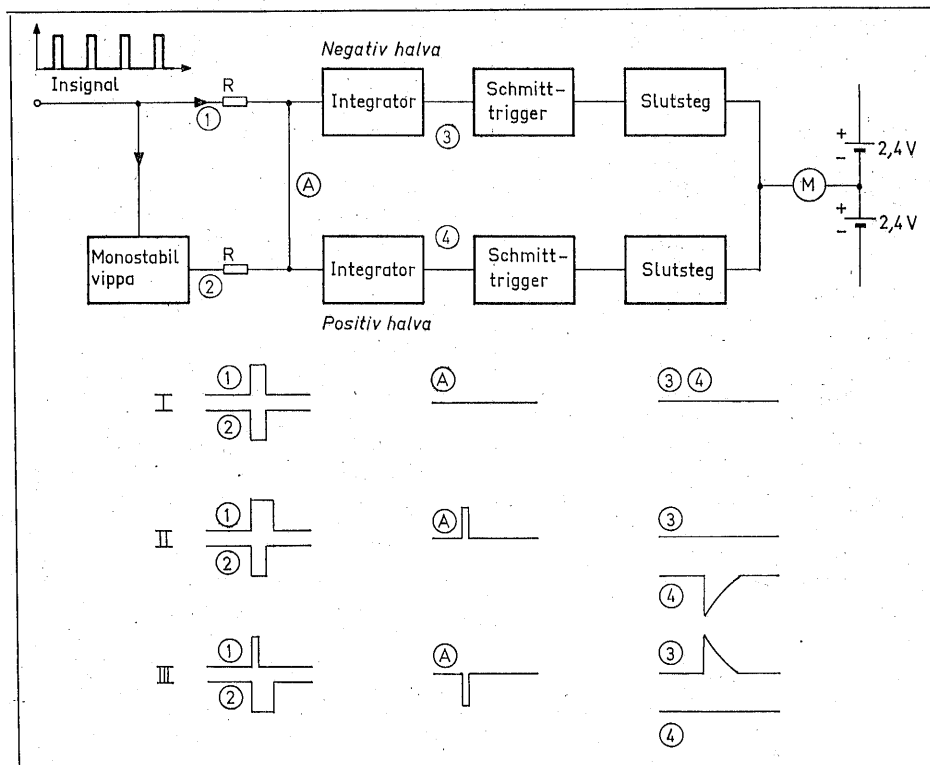 Insignal
R
①
Negativ halva
Integrator
③
Schmitt-
trigger
Slutsteg
Ⓐ
M
+
-
2,4 V
+
-
2,4 V
Monostabil
vippa
R
②
Integrator
④
Schmitt-
trigger
Slutsteg
Positiv halva
I
①
②
Ⓐ
③ ④
II
①
②
Ⓐ
③
④
III
①
②
Ⓐ
③
④